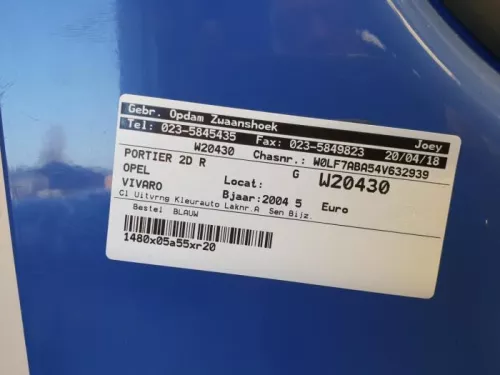 Gebr. Opdam Zwaanshoek
Tel: 023-5845435 Fax: 023-5849823 Joey
W20430 Chasnr.: W0LF7ABA54V632939 20/04/18
PORTIER 2D R G W20430
OPEL Locat:
VIVARO Bjaar: 2004 5 Euro
Cl Uitvrng Kleurauto Laknr.A Sen Bijz.
Bestel BLAUW
1480x05a55xr20